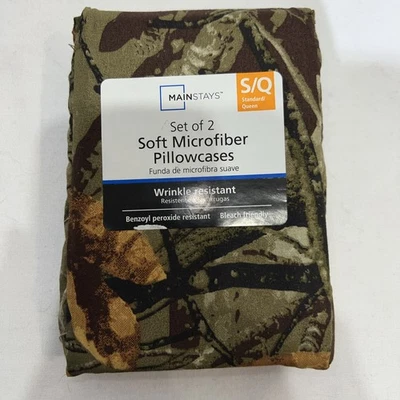 MAINSTAYS™
S/Q
Standard/
Queen
Set of 2
Soft Microfiber
Pillowcases
Funda de microfibra suave
Wrinkle resistant
Benzoyl peroxide resistant Bleach friendly